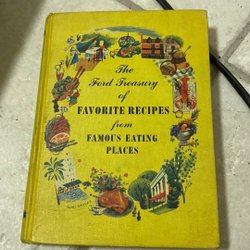 The
Ford Treasury
of
FAVORITE RECIPES
from
FAMOUS EATING
PLACES